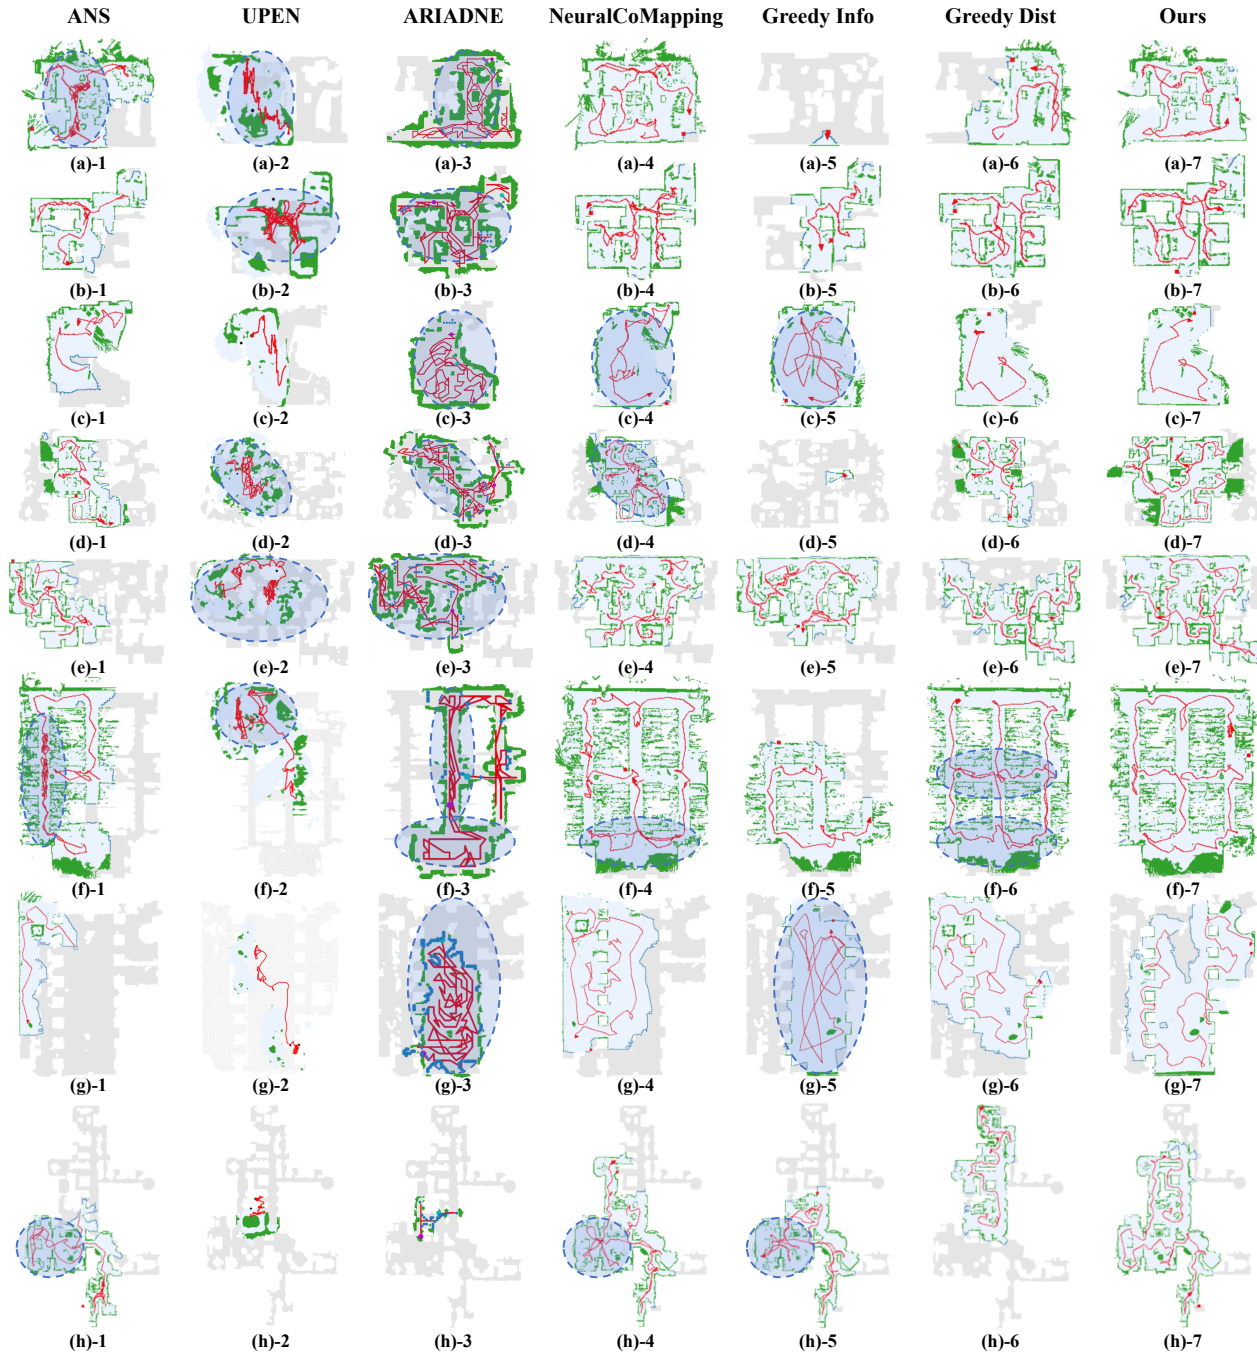 ANS UPEN ARIADNE NeuralCoMapping Greedy Info Greedy Dist Ours
(a)-1 (a)-2 (a)-3 (a)-4 (a)-5 (a)-6 (a)-7
(b)-1 (b)-2 (b)-3 (b)-4 (b)-5 (b)-6 (b)-7
(c)-1 (c)-2 (c)-3 (c)-4 (c)-5 (c)-6 (c)-7
(d)-1 (d)-2 (d)-3 (d)-4 (d)-5 (d)-6 (d)-7
(e)-1 (e)-2 (e)-3 (e)-4 (e)-5 (e)-6 (e)-7
(f)-1 (f)-2 (f)-3 (f)-4 (f)-5 (f)-6 (f)-7
(g)-1 (g)-2 (g)-3 (g)-4 (g)-5 (g)-6 (g)-7
(h)-1 (h)-2 (h)-3 (h)-4 (h)-5 (h)-6 (h)-7